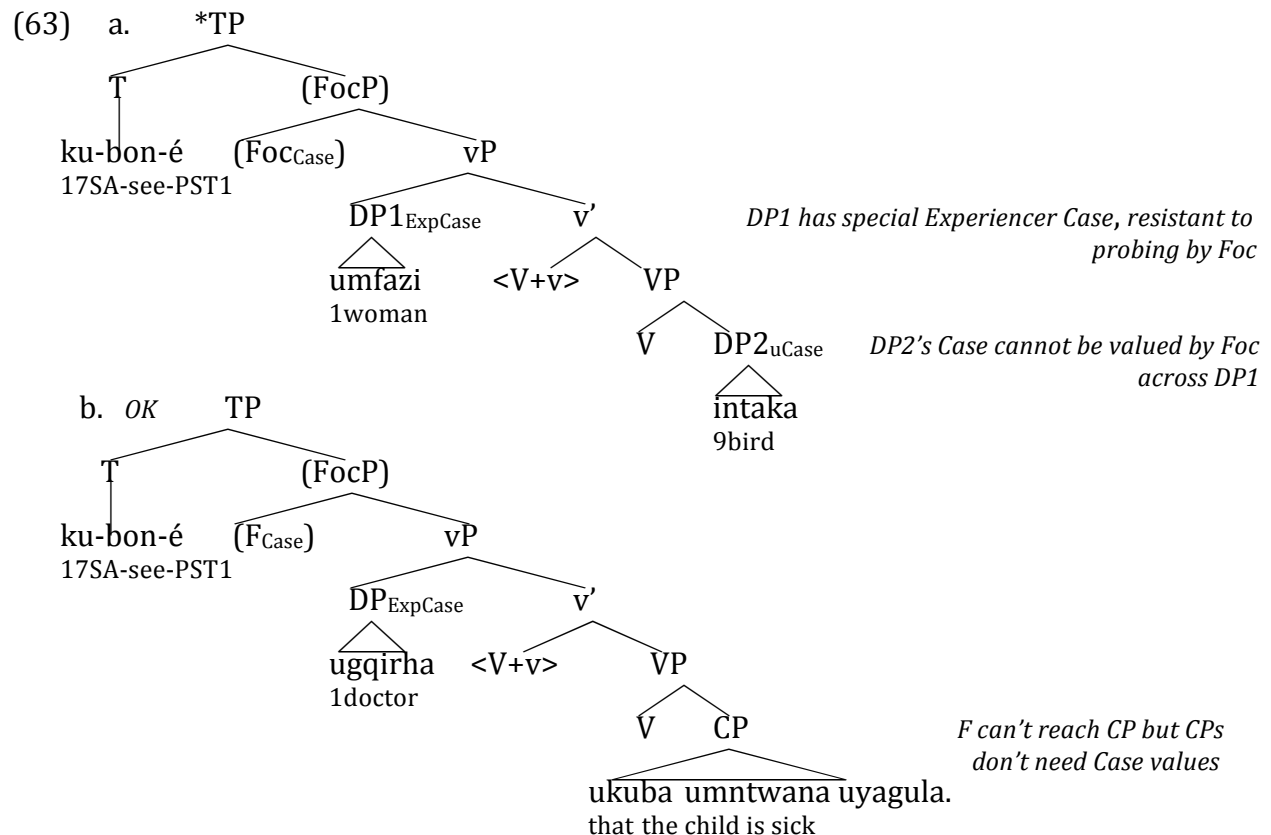 (63) a. *TP
T (FocP)
ku-bon-é (FocCase) vP
17SA-see-PST1
DP1ExpCase v’ DP1 has special Experiencer Case, resistant to
probing by Foc
umfazi <V+v> VP
1woman
V DP2uCase DP2’s Case cannot be valued by Foc
across DP1
intaka
9bird
b. OK TP
T (FocP)
ku-bon-é (FCase) vP
17SA-see-PST1
DPExpCase v’
ugqirha <V+v> VP
1doctor
V CP F can’t reach CP but CPs
don’t need Case values
ukuba umntwana uyagula.
that the child is sick